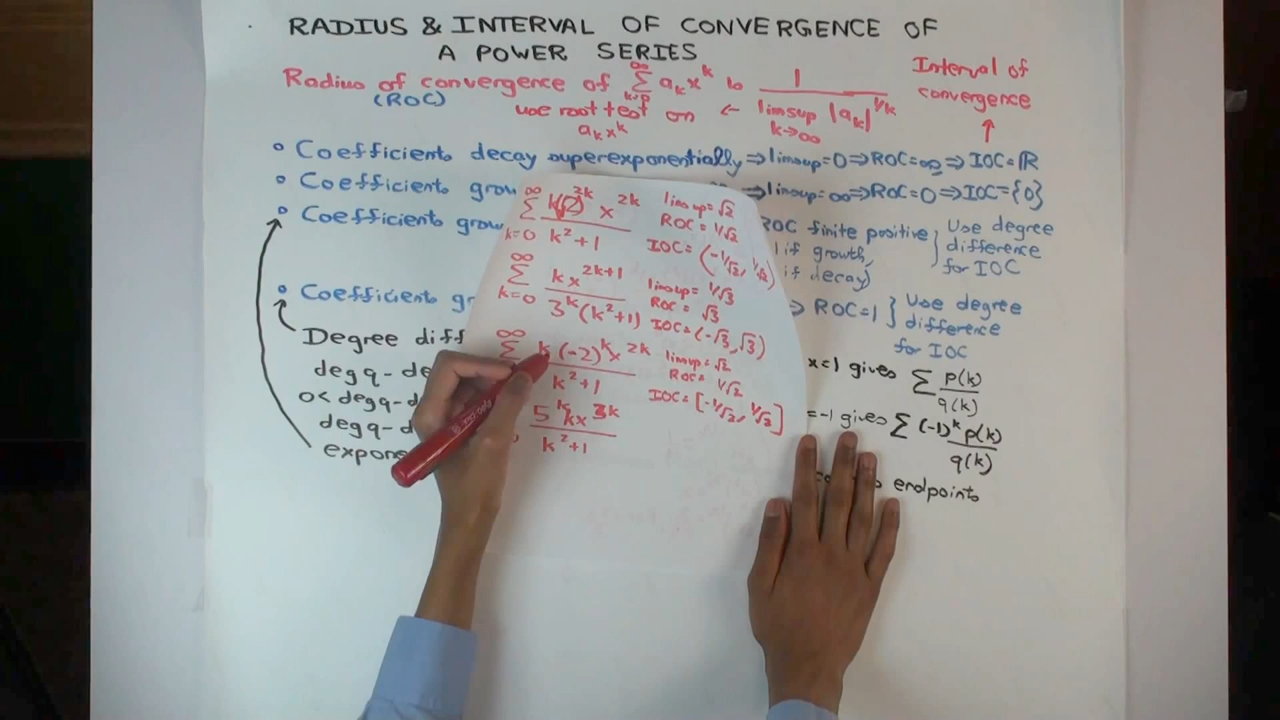 RADIUS & INTERVAL OF CONVERGENCE OF
A POWER SERIES
Radius of convergence of ∞ Σ aₖxᵏ is 1 / limsup k→∞ |aₖ|^1/k
(ROC)
use root test on ←
aₖxᵏ
Interval of
convergence
↑
∘ Coefficients decay superexponentially ⇒ limsup=0 ⇒ ROC=∞ ⇒ IOC=ℝ
∘ Coefficients grow ⇒ limsup=∞ ⇒ ROC=0 ⇒ IOC={0}
∘ Coefficients grow
ROC finite positive
if growth,
if decay)
Use degree
difference
for IOC
∘ Coefficients
⇒ ROC=1 } Use degree
difference
for IOC
Degree diff
deg q - de
0< deg q-d
deg q-d
expone
x=1 gives Σ p(k)/q(k)
=-1 gives Σ (-1)ᵏ p(k)/q(k)
endpoints
∞ Σ k=0 x^2k / k²+1
limsup=√2
ROC = 1/√2
IOC= (-1/√2, 1/√2)
∞ Σ k=0 kx^2k+1 / 3ᵏ(k²+1)
limsup= 1/√3
ROC = √3
IOC= (-√3,√3)
∞ Σ k(-2)ᵏx^2k / k²+1
limsup=√2
ROC= 1/√2
IOC= [-1/√2, 1/√2]
5ᵏkx^3k / k²+1